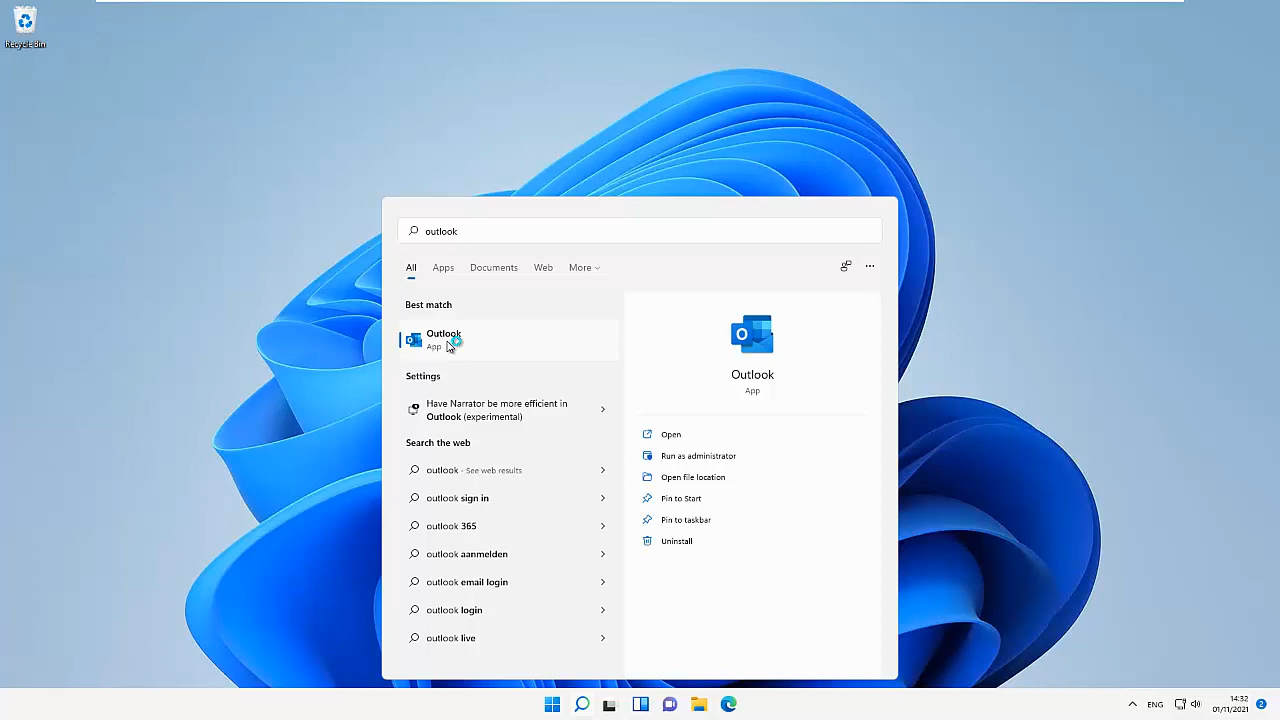 Recycle Bin
outlook
All Apps Documents Web More
Best match
Outlook
App
Settings
Have Narrator be more efficient in
Outlook (experimental)
Search the web
outlook - See web results
outlook sign in
outlook 365
outlook aanmelden
outlook email login
outlook login
outlook live
Outlook
App
Open
Run as administrator
Open file location
Pin to Start
Pin to taskbar
Uninstall
ENG
14:32
01/11/2021
2